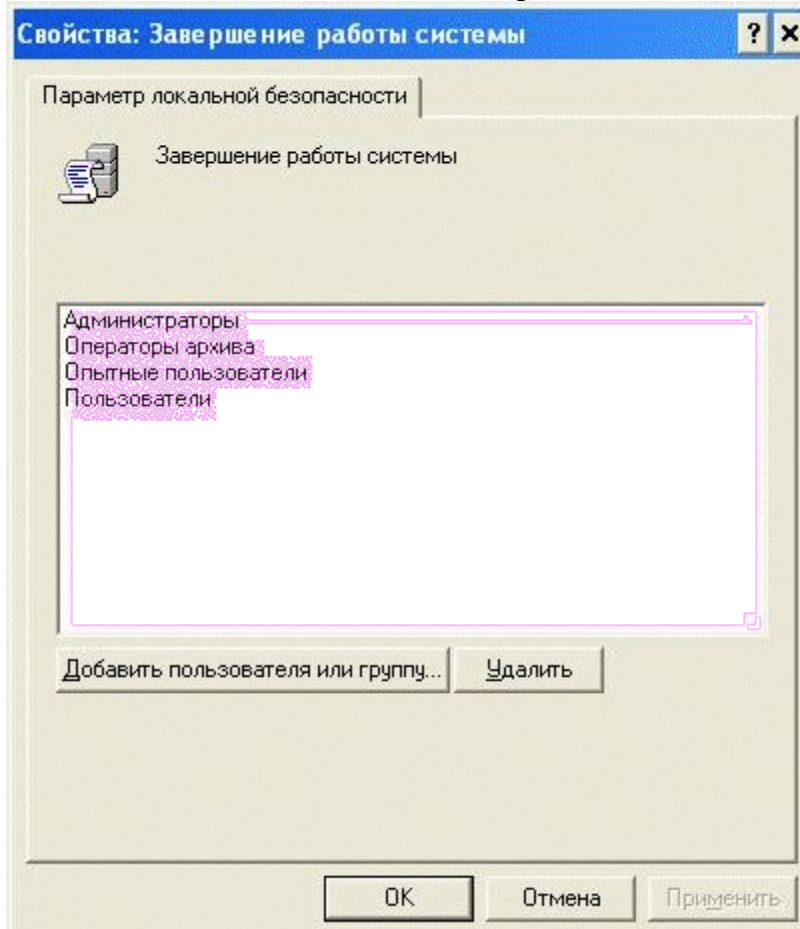 Свойства: Завершение работы системы
Параметр локальной безопасности
Завершение работы системы
Администраторы
Операторы архива
Опытные пользователи
Пользователи
Добавить пользователя или группу... Удалить
OK Отмена Применить